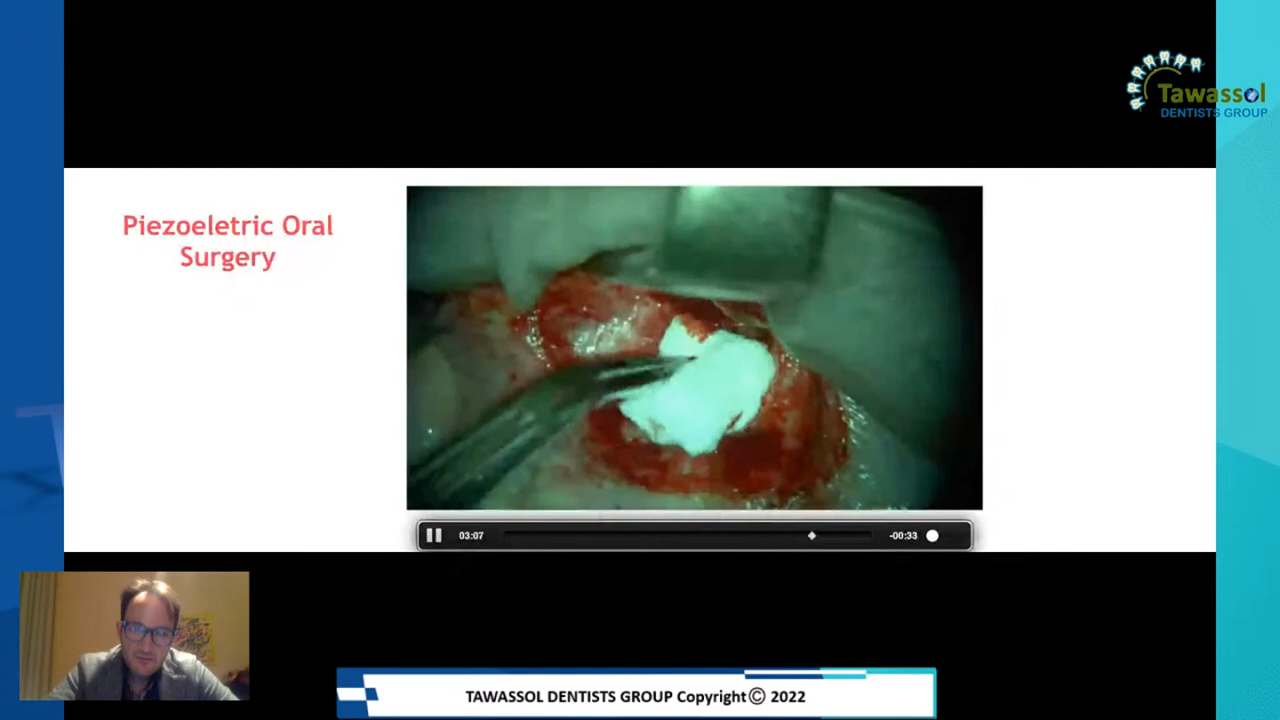 Tawassol
DENTISTS GROUP
Piezoeletric Oral
Surgery
03:07
-00:33
TAWASSOL DENTISTS GROUP Copyright© 2022